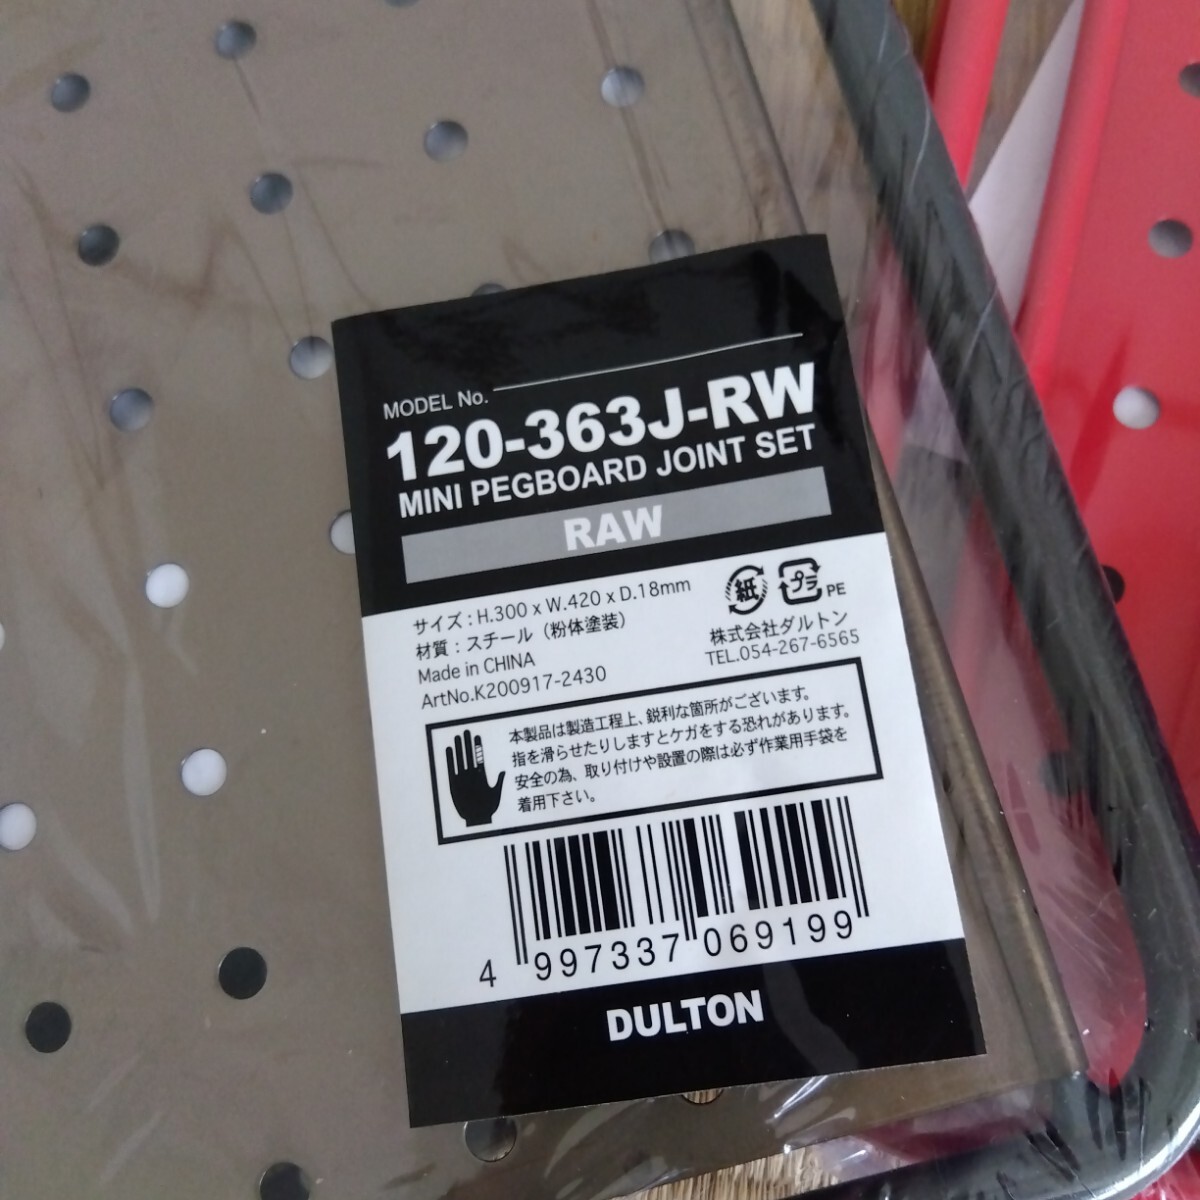 MODEL No.
120-363J-RW
MINI PEGBOARD JOINT SET
RAW
サイズ : H.300 x W.420 x D.18mm
材質 : スチール（粉体塗装）
Made in CHINA
ArtNo.K200917-2430
紙 プラ PE
株式会社ダルトン
TEL.054-267-6565
本製品は製造工程上、鋭利な箇所がございます。
指を滑らせたりしますとケガをする恐れがあります。
安全の為、取り付けや設置の際は必ず作業用手袋を
着用下さい。
4 997337 069199
DULTON